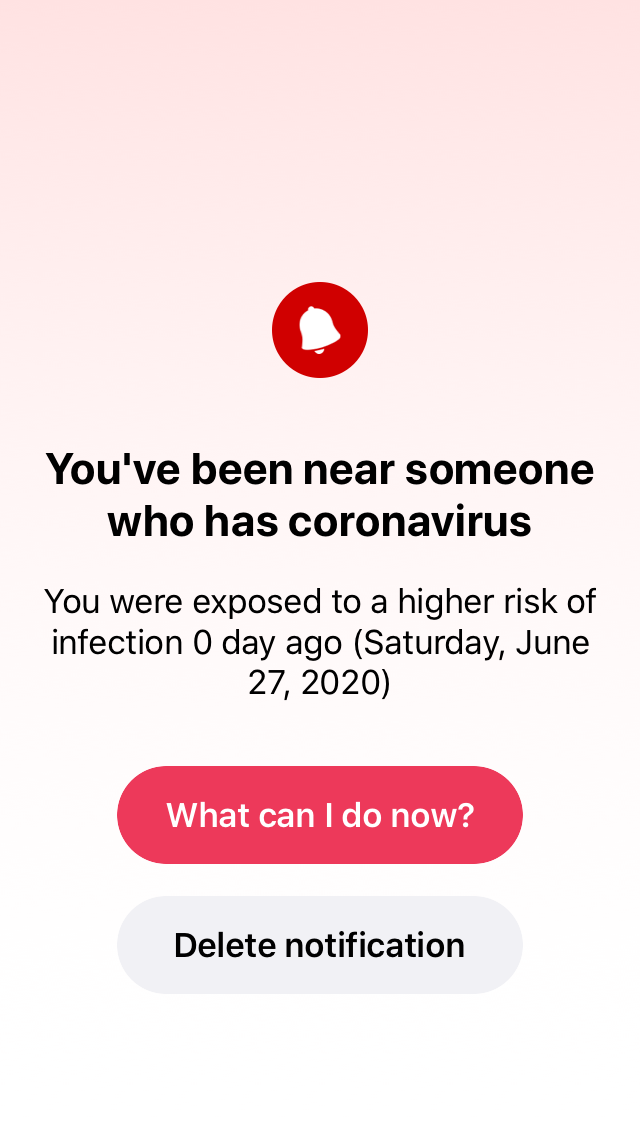 You've been near someone
who has coronavirus
You were exposed to a higher risk of
infection 0 day ago (Saturday, June
27, 2020)
What can I do now?
Delete notification